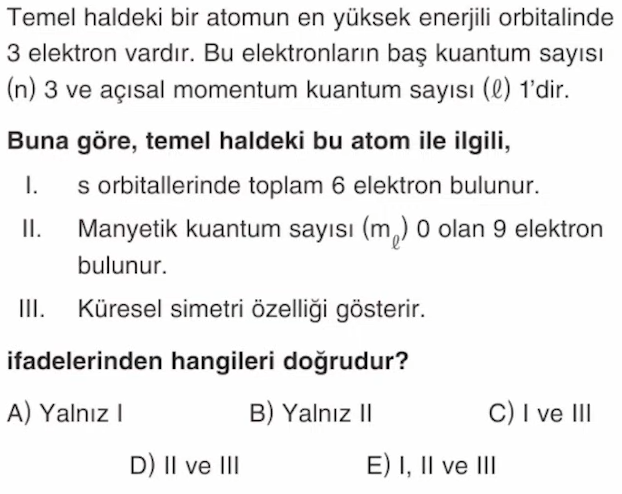 Temel haldeki bir atomun en yüksek enerjili orbitalinde
3 elektron vardır. Bu elektronların baş kuantum sayısı
(n) 3 ve açısal momentum kuantum sayısı (ℓ) 1'dir.
Buna göre, temel haldeki bu atom ile ilgili,
I. s orbitallerinde toplam 6 elektron bulunur.
II. Manyetik kuantum sayısı (mℓ) 0 olan 9 elektron
bulunur.
III. Küresel simetri özelliği gösterir.
ifadelerinden hangileri doğrudur?
A) Yalnız I B) Yalnız II C) I ve III
D) II ve III E) I, II ve III